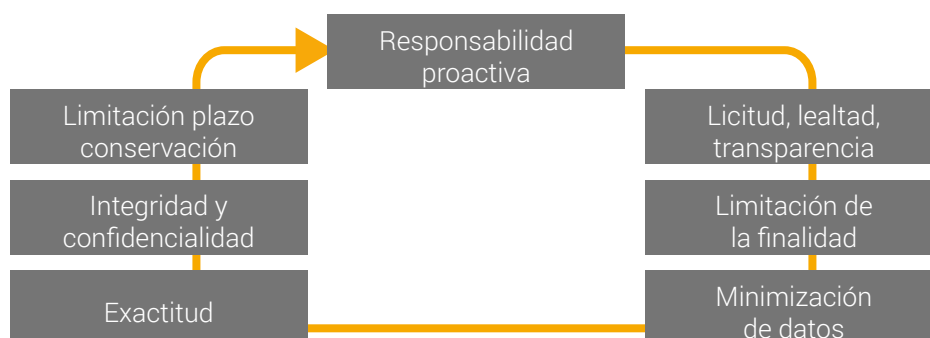 Responsabilidad
proactiva
Limitación plazo
conservación
Licitud, lealtad,
transparencia
Integridad y
confidencialidad
Limitación de
la finalidad
Exactitud
Minimización
de datos